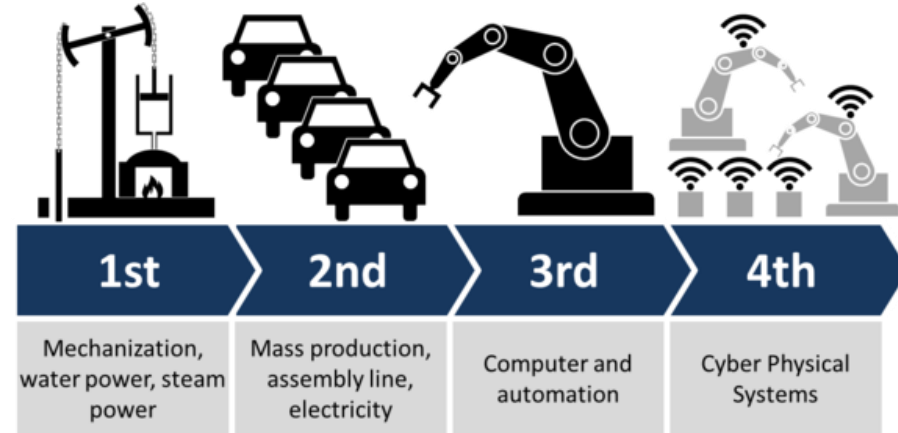 1st
2nd
3rd
4th
Mechanization,
water power, steam
power
Mass production,
assembly line,
electricity
Computer and
automation
Cyber Physical
Systems